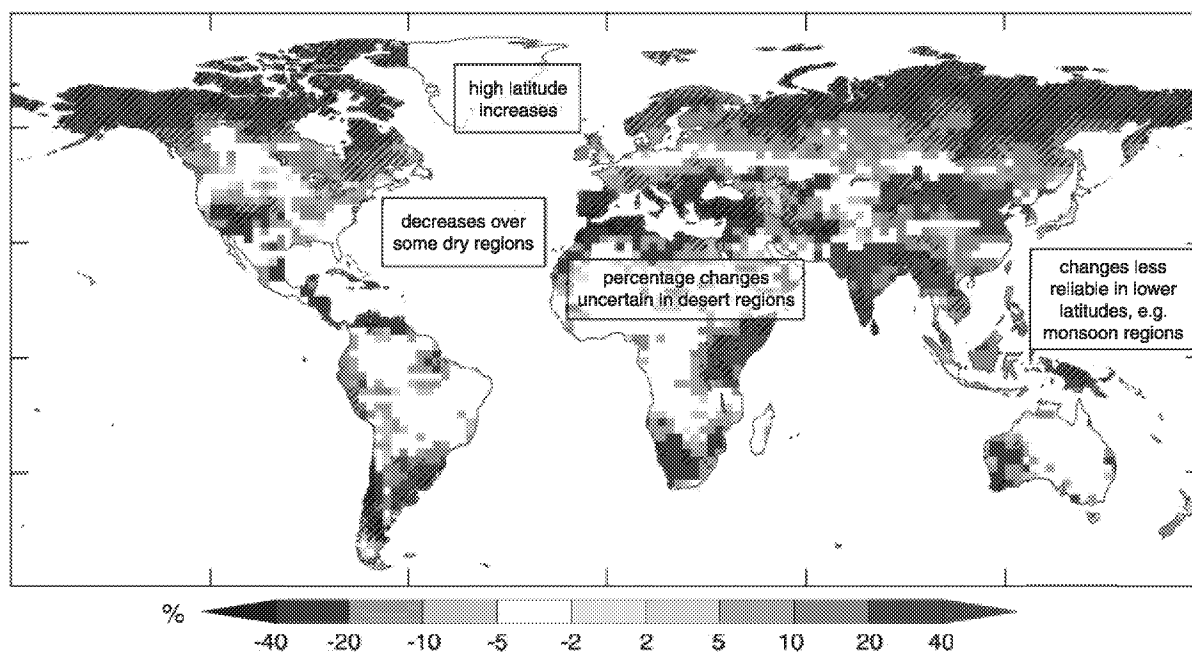 high latitude
increases
decreases over
some dry regions
percentage changes
uncertain in desert regions
changes less
reliable in lower
latitudes, e.g.
monsoon regions
%
-40 -20 -10 -5 -2 2 5 10 20 40